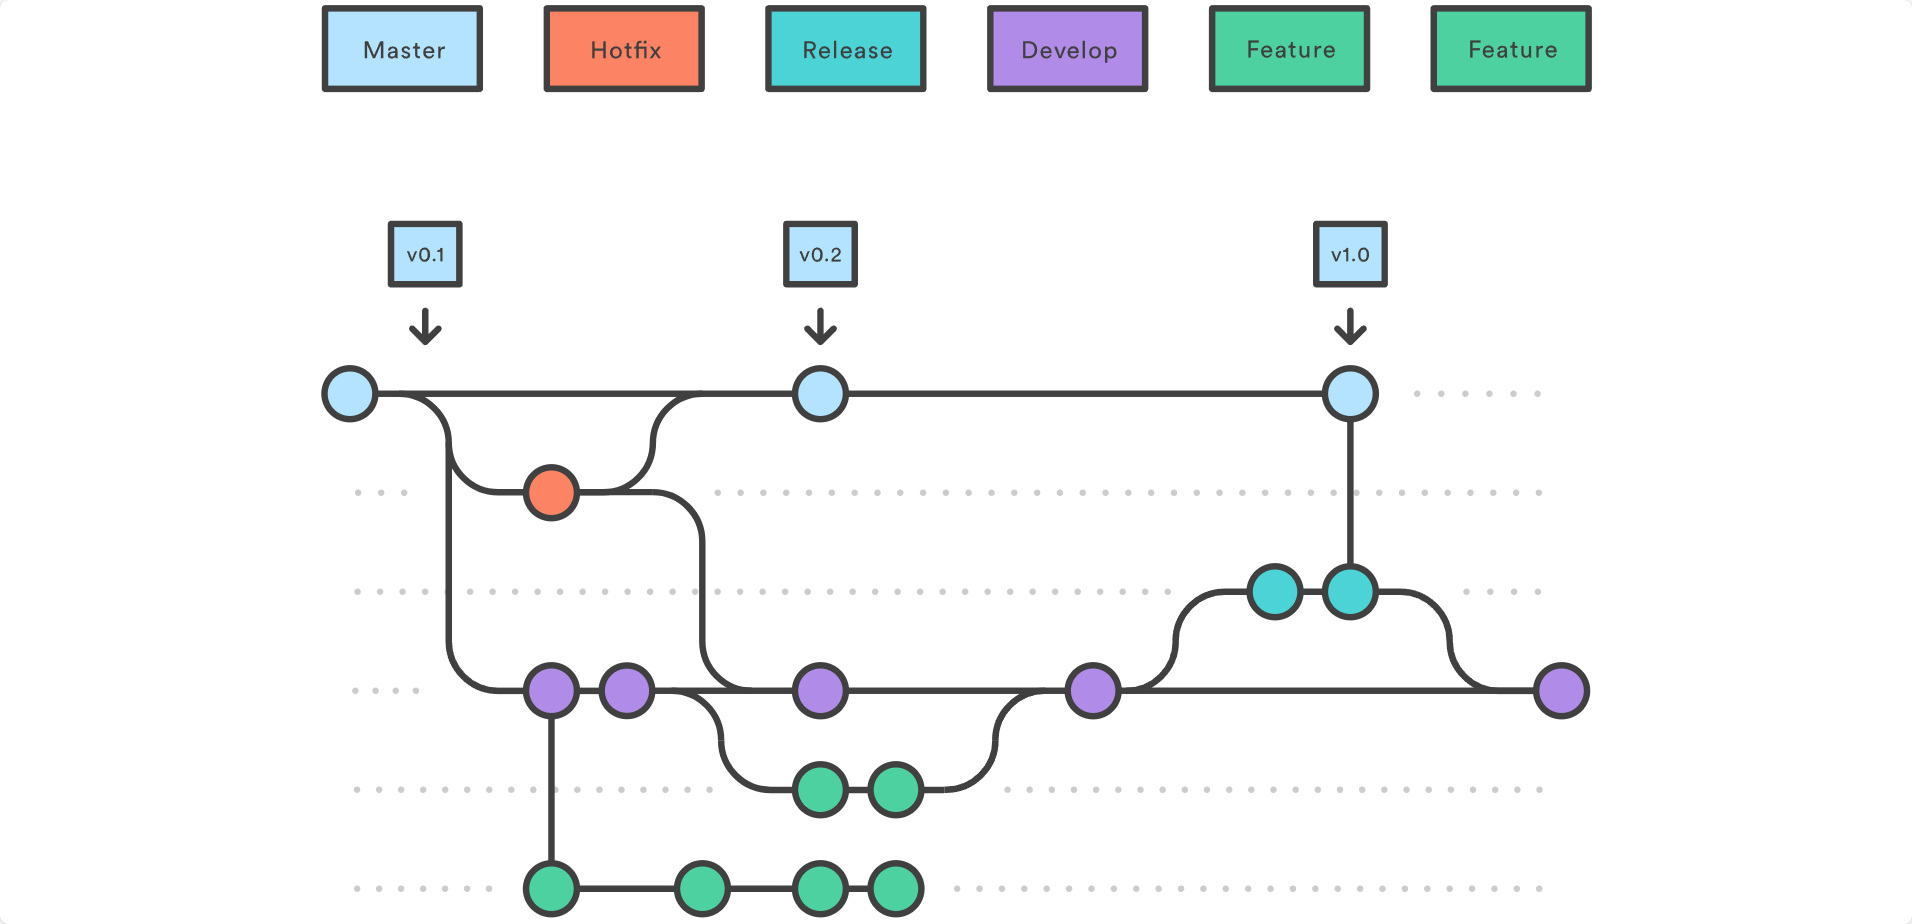 Master
Hotfix
Release
Develop
Feature
Feature
v0.1
v0.2
v1.0